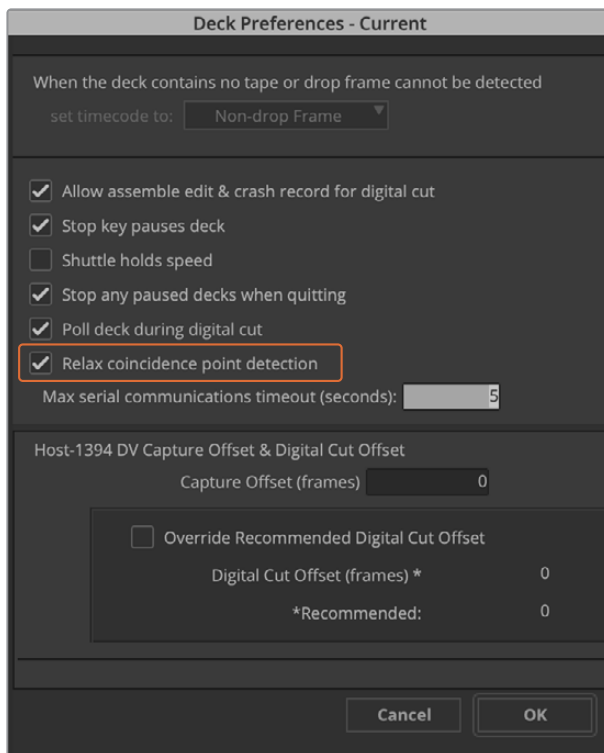 Deck Preferences - Current
When the deck contains no tape or drop frame cannot be detected
set timecode to: Non-drop Frame
Allow assemble edit & crash record for digital cut
Stop key pauses deck
Shuttle holds speed
Stop any paused decks when quitting
Poll deck during digital cut
Relax coincidence point detection
Max serial communications timeout (seconds): 5
Host-1394 DV Capture Offset & Digital Cut Offset
Capture Offset (frames) 0
Override Recommended Digital Cut Offset
Digital Cut Offset (frames) * 0
*Recommended: 0
Cancel OK